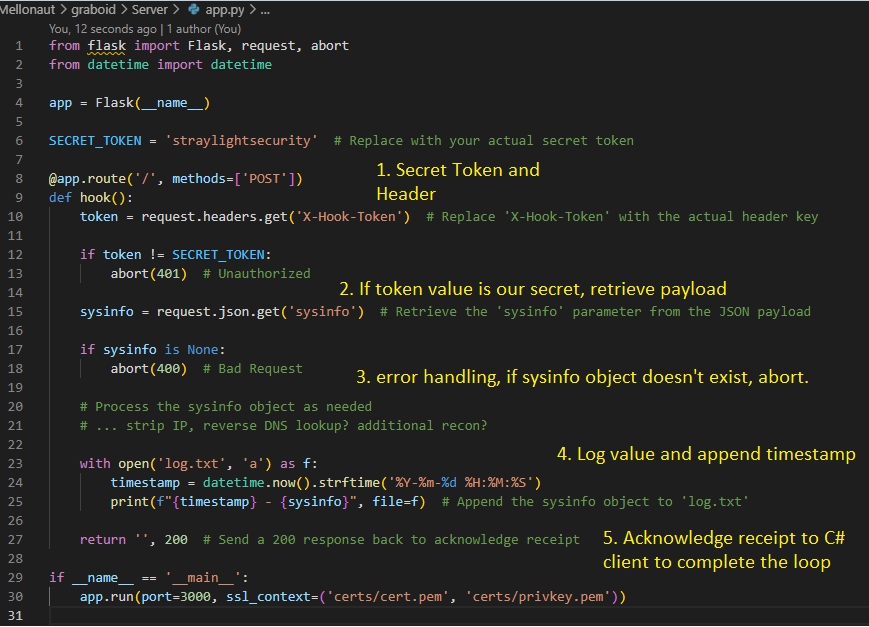 Mellonaut > graboid > Server > app.py > ...
You, 12 seconds ago | 1 author (You)
1 from flask import Flask, request, abort
2 from datetime import datetime
3
4 app = Flask(__name__)
5
6 SECRET_TOKEN = 'straylightsecurity'  # Replace with your actual secret token
7
1. Secret Token and
8 @app.route('/', methods=['POST'])
Header
9 def hook():
10     token = request.headers.get('X-Hook-Token')  # Replace 'X-Hook-Token' with the actual header key
11
12     if token != SECRET_TOKEN:
13         abort(401)  # Unauthorized
2. If token value is our secret, retrieve payload
14
15     sysinfo = request.json.get('sysinfo')  # Retrieve the 'sysinfo' parameter from the JSON payload
16
17     if sysinfo is None:
18         abort(400)  # Bad Request
3. error handling, if sysinfo object doesn't exist, abort.
19
20     # Process the sysinfo object as needed
21     # ... strip IP, reverse DNS lookup? additional recon?
22
4. Log value and append timestamp
23     with open('log.txt', 'a') as f:
24         timestamp = datetime.now().strftime('%Y-%m-%d %H:%M:%S')
25         print(f"{timestamp} - {sysinfo}", file=f)  # Append the sysinfo object to 'log.txt'
26
27     return '', 200  # Send a 200 response back to acknowledge receipt
5. Acknowledge receipt to C#
client to complete the loop
28
29 if __name__ == '__main__':
30     app.run(port=3000, ssl_context=('certs/cert.pem', 'certs/privkey.pem'))
31